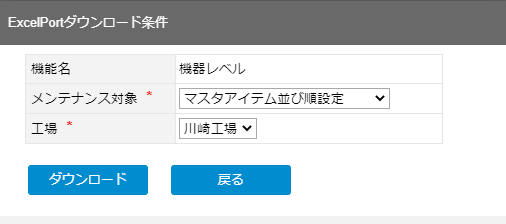 ExcelPortダウンロード条件
機能名 機器レベル
メンテナンス対象 * マスタアイテム並び順設定
工場 * 川崎工場
ダウンロード 戻る